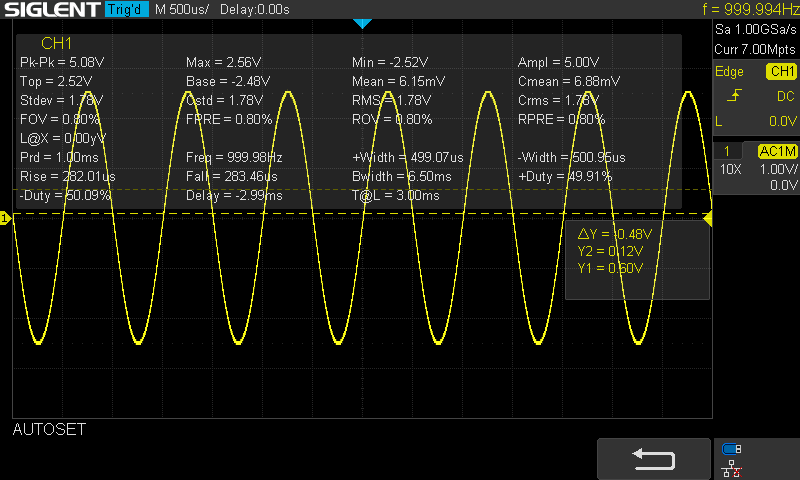 SIGLENT Trig'd M 500us/ Delay:0.00s f = 999.994Hz
Sa 1.00GSa/s
Curr 7.00Mpts
CH1
Pk-Pk = 5.08V Max = 2.56V Min = -2.52V Ampl = 5.00V
Top = 2.52V Base = -2.48V Mean = 6.15mV Cmean = 6.88mV
Stdev = 1.78V Cstd = 1.78V RMS = 1.78V Crms = 1.78V
FOV = 0.80% FPRE = 0.80% ROV = 0.80% RPRE = 0.80%
L@X = 0.00yV
Prd = 1.00ms Freq = 999.98Hz +Width = 499.07us -Width = 500.95us
Rise = 282.01us Fall = 283.46us Bwidth = 6.50ms +Duty = 49.91%
-Duty = 50.09% Delay = -2.99ms T@L = 3.00ms
Edge CH1
DC
L 0.0V
1 AC1M
10X 1.00V/
0.0V
1
△Y = -0.48V
Y2 = 0.12V
Y1 = 0.60V
AUTOSET